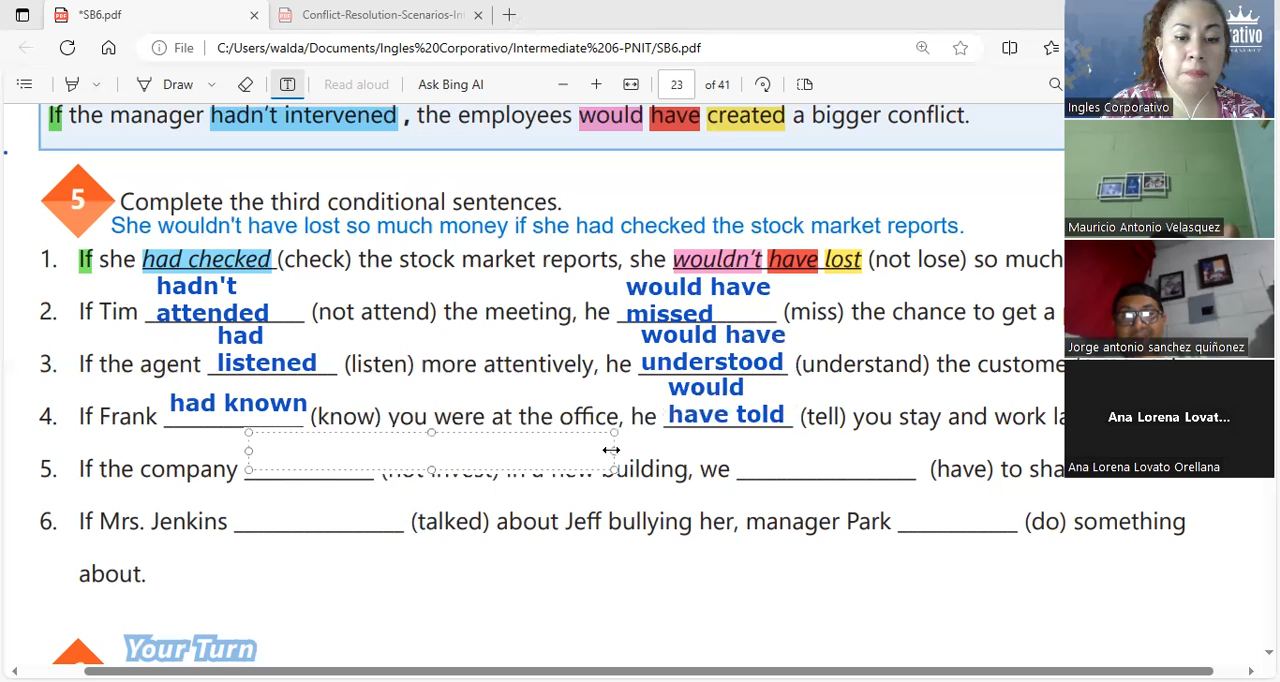 *SB6.pdf
Conflict-Resolution-Scenarios-In
File C:/Users/walda/Documents/Ingles%20Corporativo/Intermediate%206-PNIT/SB6.pdf
Draw Read aloud Ask Bing AI 23 of 41
If the manager hadn't intervened , the employees would have created a bigger conflict.
5 Complete the third conditional sentences.
She wouldn't have lost so much money if she had checked the stock market reports.
1. If she had checked (check) the stock market reports, she wouldn't have lost (not lose) so much
hadn't would have
2. If Tim attended (not attend) the meeting, he missed (miss) the chance to get a
had would have
3. If the agent listened (listen) more attentively, he understood (understand) the custome
would
4. If Frank had known (know) you were at the office, he have told (tell) you stay and work la
5. If the company ___________ (not invest) in a new building, we ________________ (have) to sha
6. If Mrs. Jenkins _______________ (talked) about Jeff bullying her, manager Park __________ (do) something
about.
Your Turn
ativo
Ingles Corporativo
Mauricio Antonio Velasquez
Jorge antonio sanchez quiñonez
Ana Lorena Lovat...
Ana Lorena Lovato Orellana